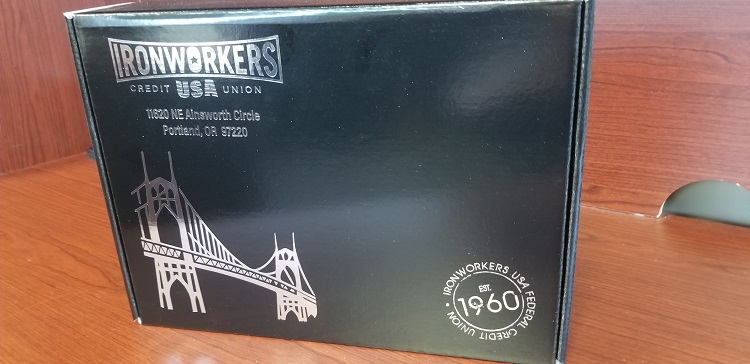 IRONWORKERS
CREDIT USA UNION
11620 NE Ainsworth Circle
Portland, OR 97220
IRONWORKERS USA FEDERAL CREDIT UNION
EST.
1960